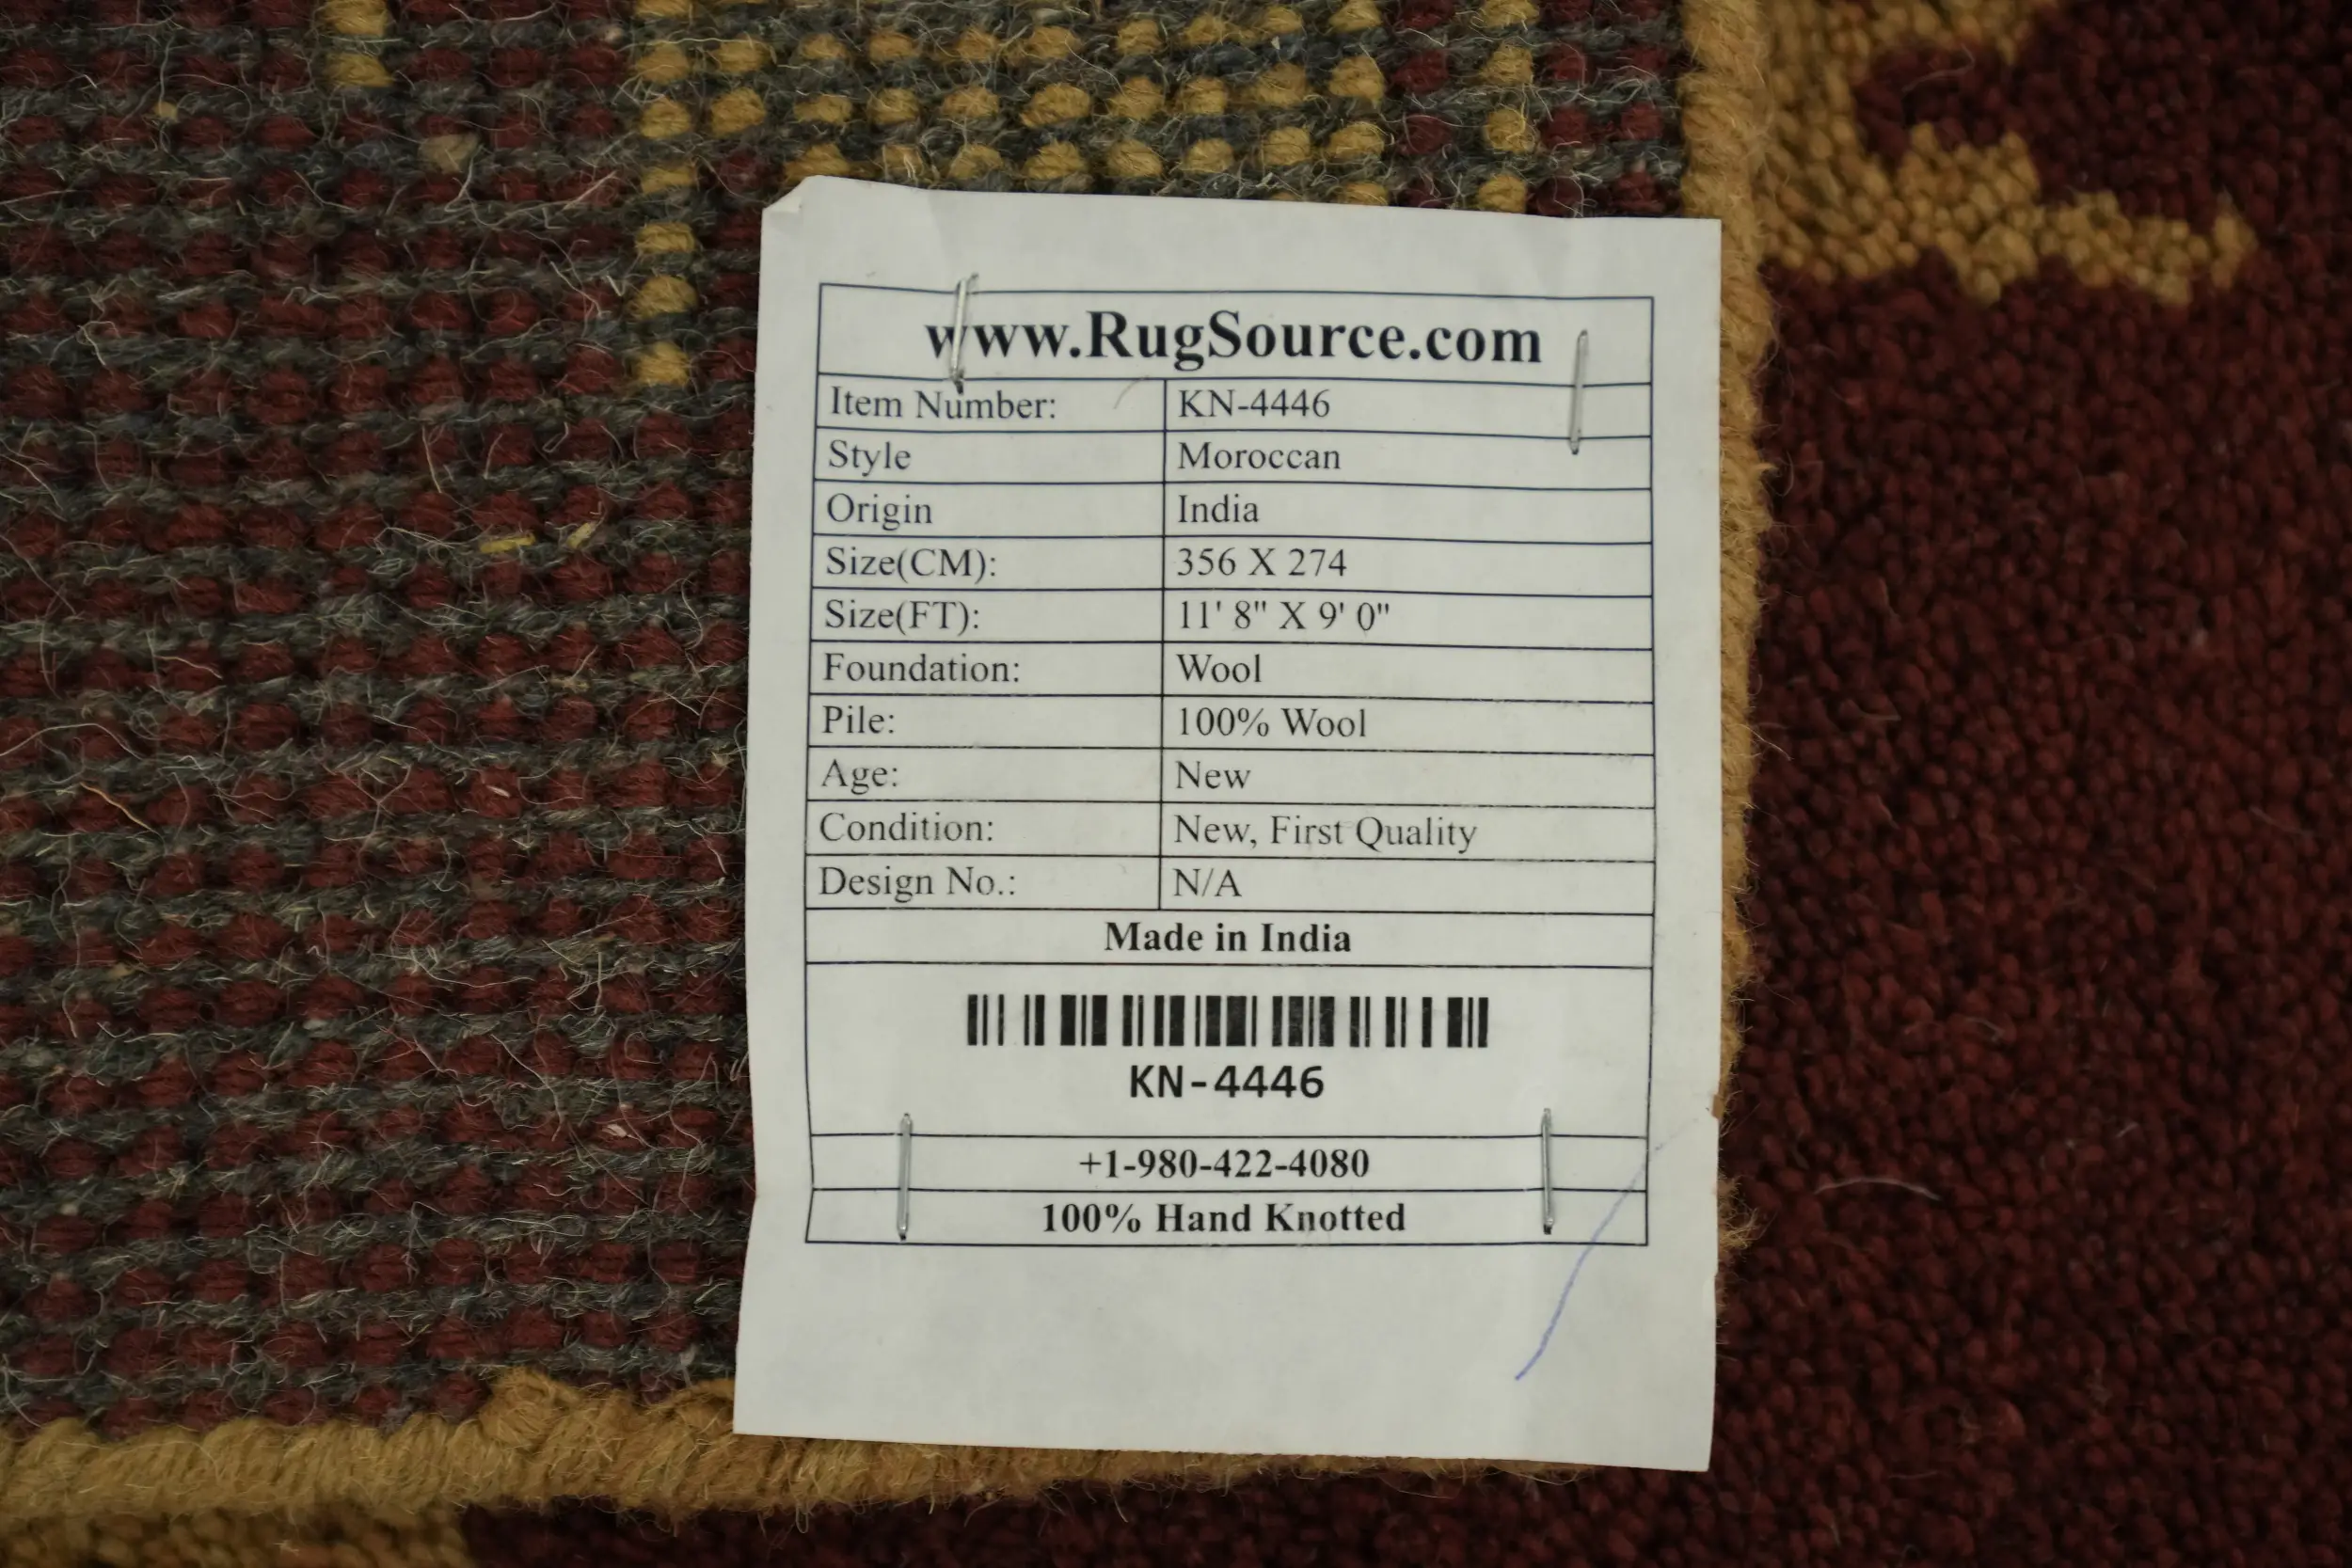 www.RugSource.com
Item Number: KN-4446
Style Moroccan
Origin India
Size(CM): 356 X 274
Size(FT): 11' 8" X 9' 0"
Foundation: Wool
Pile: 100% Wool
Age: New
Condition: New, First Quality
Design No.: N/A
Made in India
KN-4446
+1-980-422-4080
100% Hand Knotted